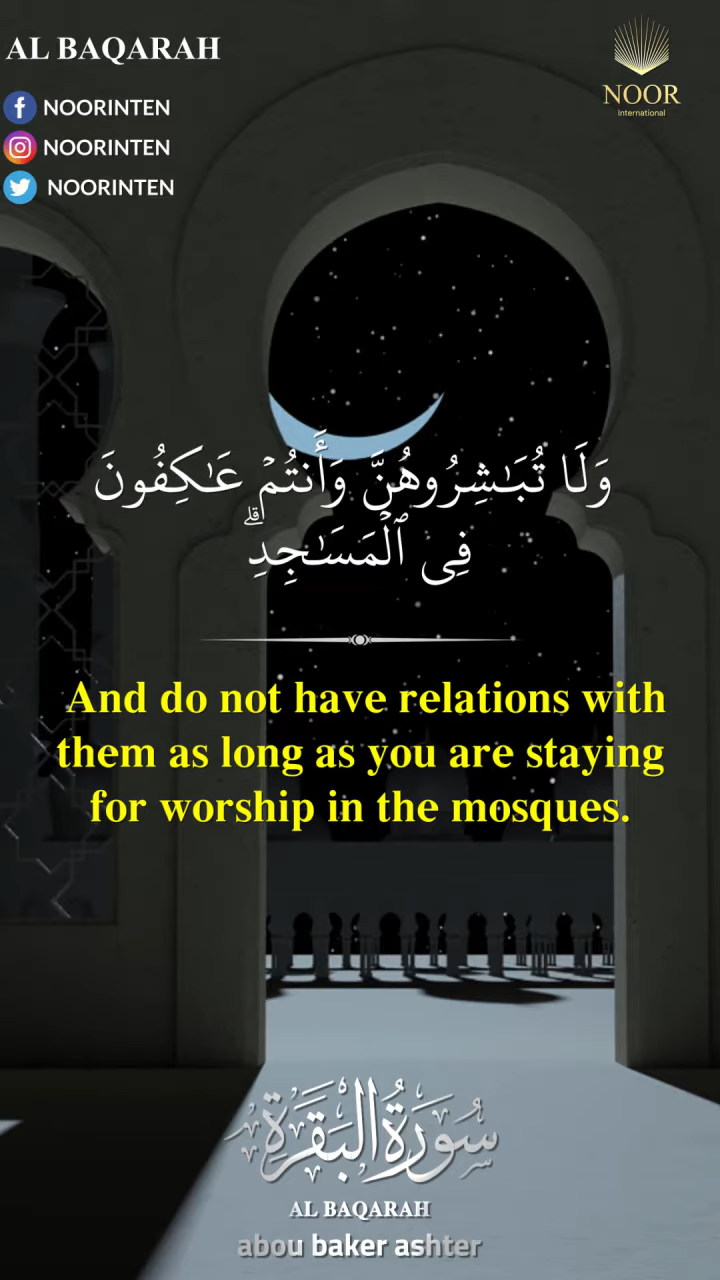 AL BAQARAH
NOORINTEN
NOORINTEN
NOORINTEN
NOOR
International
وَلَا تُبَـٰشِرُوهُنَّ وَأَنتُمْ عَـٰكِفُونَ
فِى ٱلْمَسَـٰجِدِۗ
And do not have relations with
them as long as you are staying
for worship in the mosques.
سُورَةُ البَقَرَةِ
AL BAQARAH
abou baker ashter